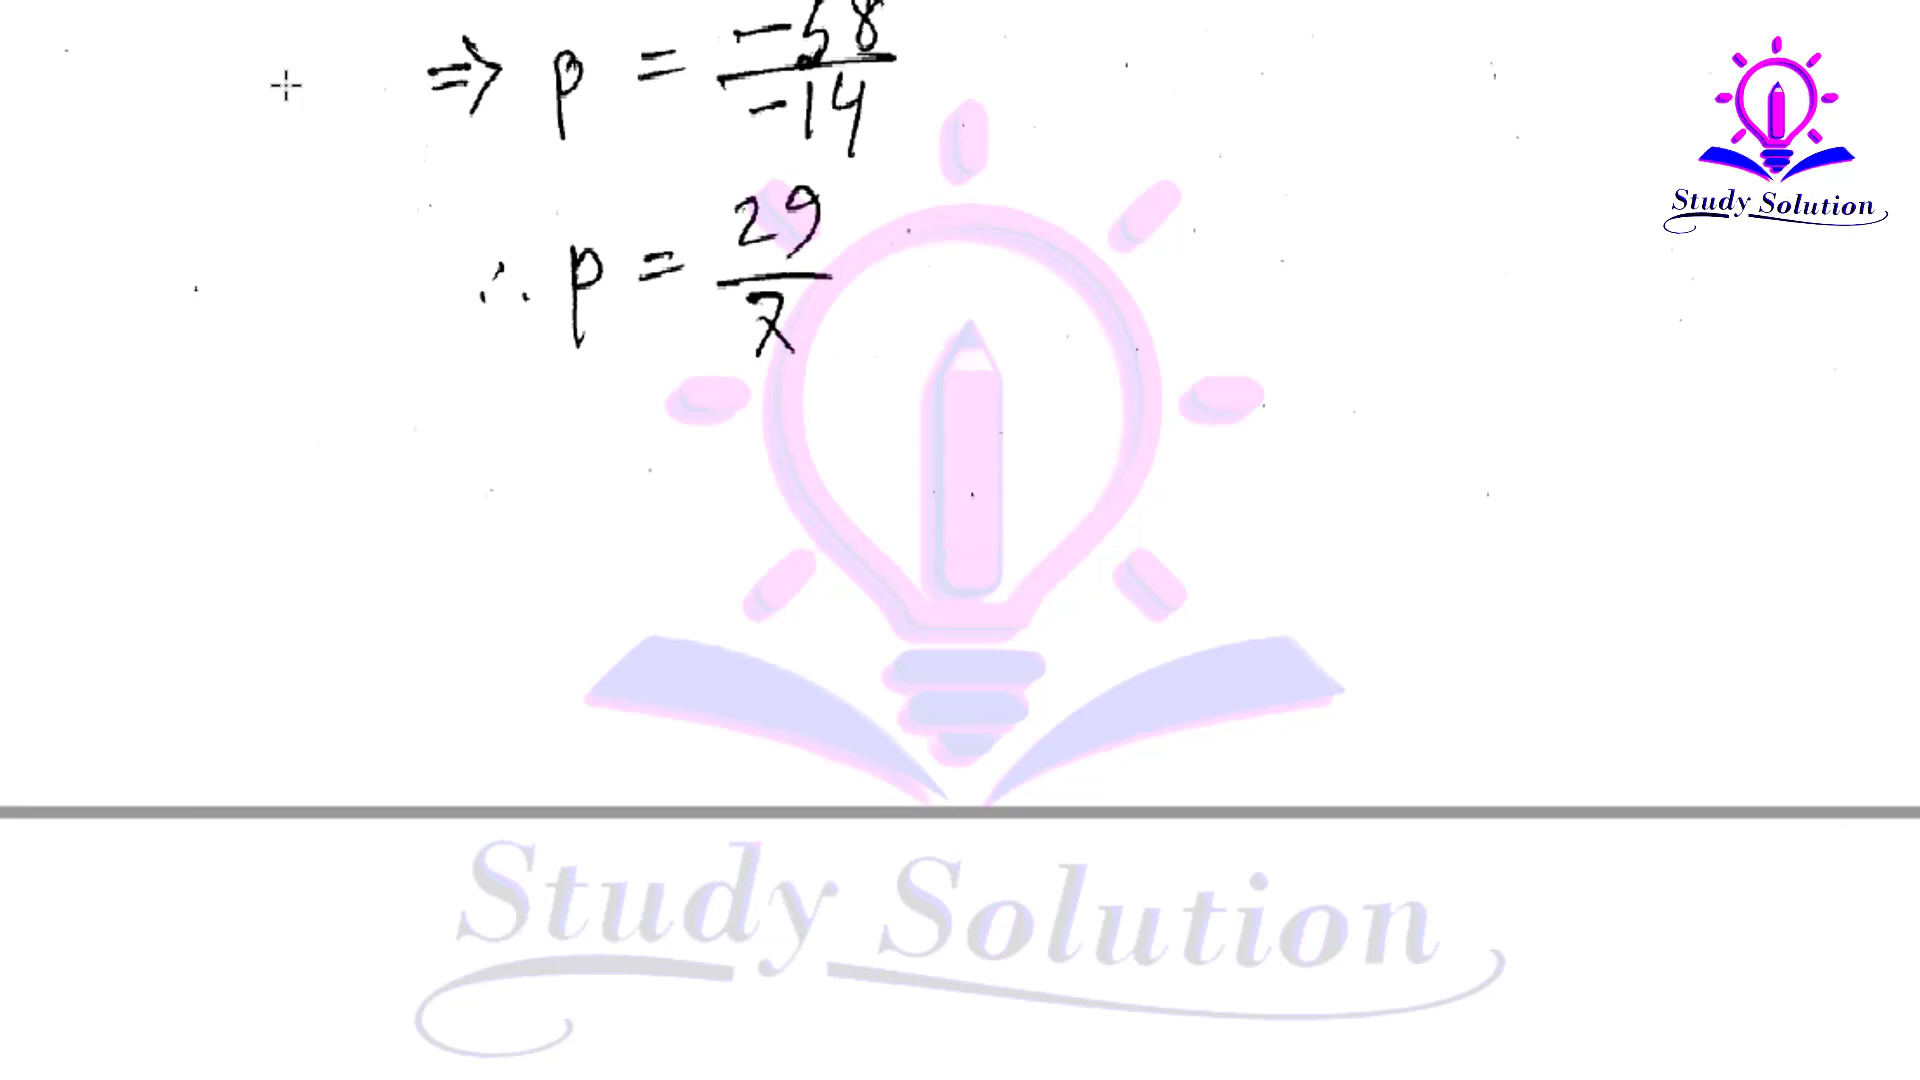 ⇒ p = -58/-14
∴ p = 29/7
Study Solution
Study Solution